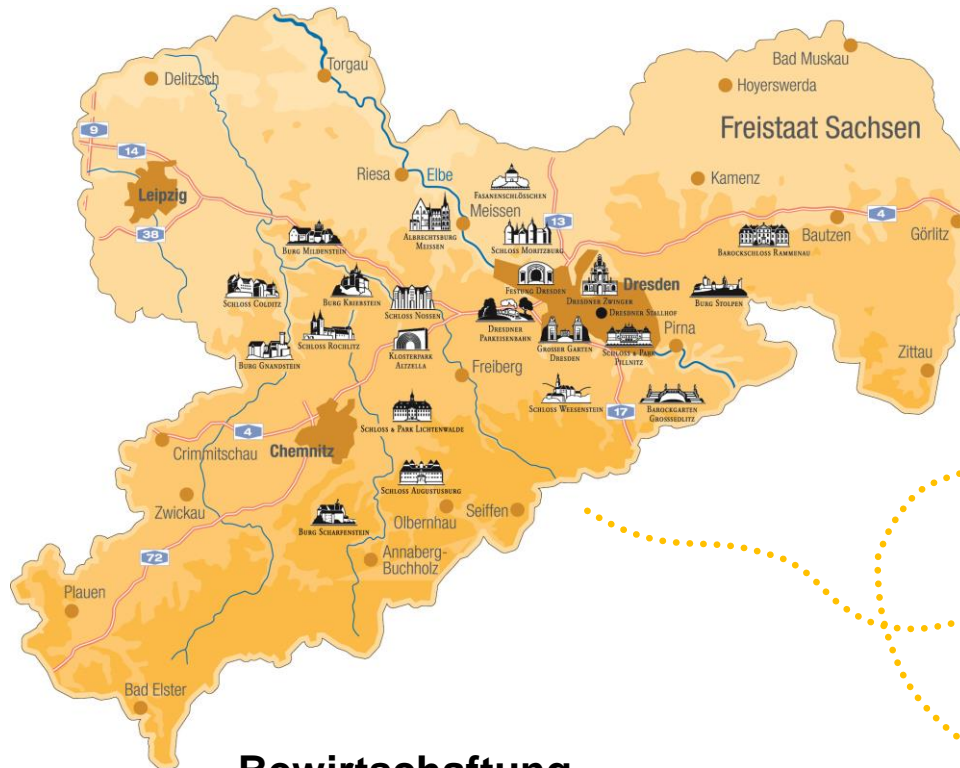 Bad Muskau
Torgau
Delitzsch
Hoyerswerda
9
14
Freistaat Sachsen
Riesa
Elbe
Fasanenschlösschen
Kamenz
Leipzig
Meissen
13
4
38
Albrechtsburg
Meissen
Schloss Moritzburg
Bautzen
Görlitz
Burg Mildenstein
Barockschloss Rammenau
Festung Dresden
Dresden
Schloss Colditz
Burg Kriebstein
Schloss Nossen
Dresdner Zwinger
Burg Stolpen
Dresdner Stallhof
Schloss Rochlitz
Dresdner
Parkeisenbahn
Pirna
Klosterpark
Altzella
Grosser Garten
Dresden
Schloss & Park
Pillnitz
Zittau
Burg Gnandstein
Freiberg
Schloss Weesenstein
Barockgarten
Grosssedlitz
17
4
Schloss & Park Lichtenwalde
Crimmitschau
Chemnitz
Schloss Augustusburg
Zwickau
Olbernhau
Seiffen
Burg Scharfenstein
72
Annaberg-
Buchholz
Plauen
Bad Elster
Bewirtschaftung